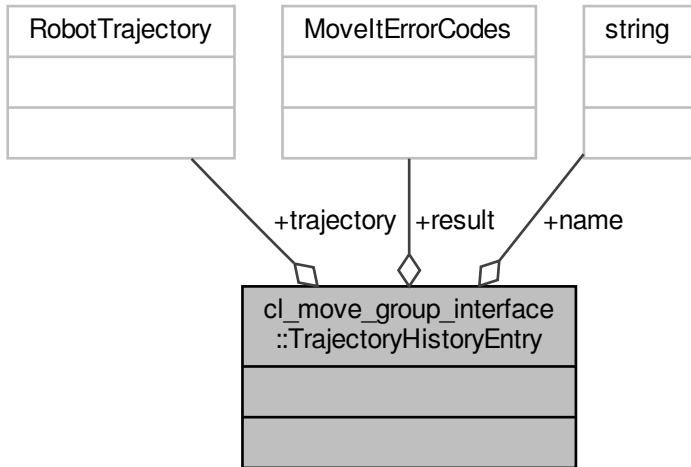 RobotTrajectory
MoveItErrorCodes
string
+trajectory
+result
+name
cl_move_group_interface
::TrajectoryHistoryEntry